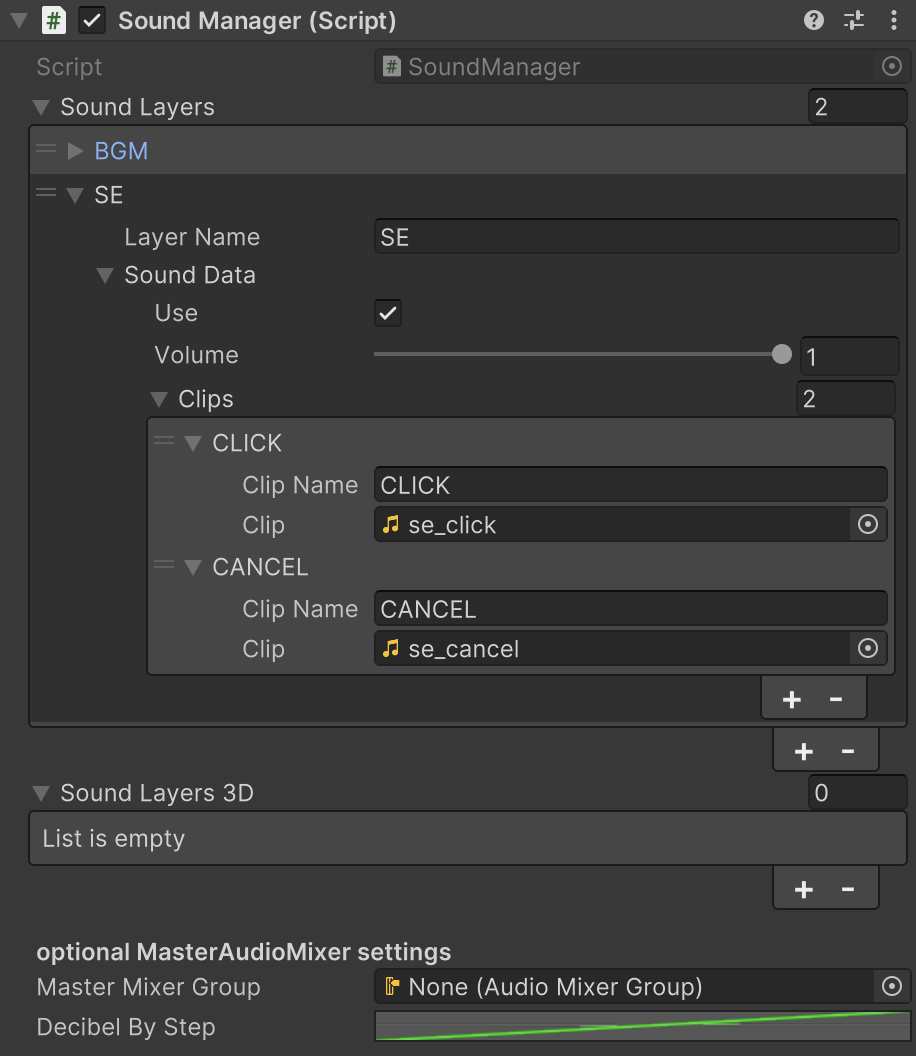 Sound Manager (Script)
Script SoundManager
Sound Layers 2
BGM
SE
Layer Name SE
Sound Data
Use
Volume 1
Clips 2
CLICK
Clip Name CLICK
Clip se_click
CANCEL
Clip Name CANCEL
Clip se_cancel
+ -
+ -
Sound Layers 3D 0
List is empty
+ -
optional MasterAudioMixer settings
Master Mixer Group None (Audio Mixer Group)
Decibel By Step